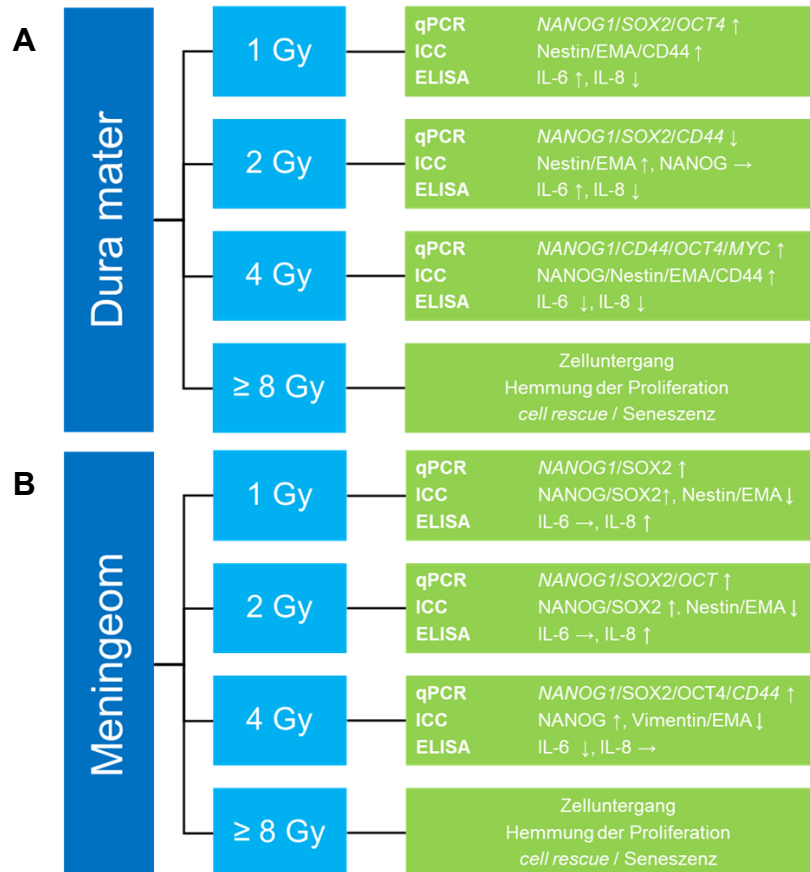 A
Dura mater
1 Gy
qPCR NANOG1/SOX2/OCT4 ↑
ICC Nestin/EMA/CD44 ↑
ELISA IL-6 ↑, IL-8 ↓
2 Gy
qPCR NANOG1/SOX2/CD44 ↓
ICC Nestin/EMA ↑, NANOG →
ELISA IL-6 ↑, IL-8 ↓
4 Gy
qPCR NANOG1/CD44/OCT4/MYC ↑
ICC NANOG/Nestin/EMA/CD44 ↑
ELISA IL-6 ↓, IL-8 ↓
≥ 8 Gy
Zelluntergang
Hemmung der Proliferation
cell rescue / Seneszenz
B
Meningeom
1 Gy
qPCR NANOG1/SOX2 ↑
ICC NANOG/SOX2↑, Nestin/EMA↓
ELISA IL-6 →, IL-8 ↑
2 Gy
qPCR NANOG1/SOX2/OCT ↑
ICC NANOG/SOX2 ↑. Nestin/EMA↓
ELISA IL-6 →, IL-8 ↑
4 Gy
qPCR NANOG1/SOX2/OCT4/CD44 ↑
ICC NANOG ↑, Vimentin/EMA↓
ELISA IL-6 ↓, IL-8 →
≥ 8 Gy
Zelluntergang
Hemmung der Proliferation
cell rescue / Seneszenz